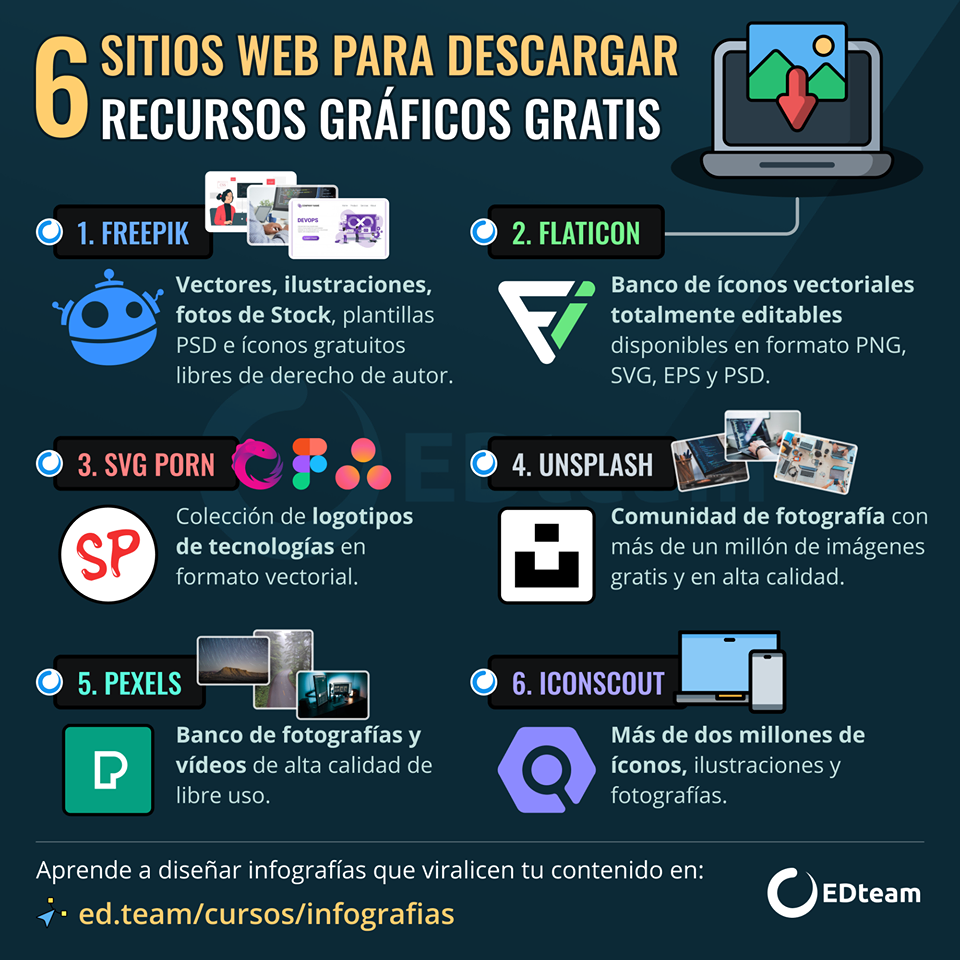 6 SITIOS WEB PARA DESCARGAR
RECURSOS GRÁFICOS GRATIS
1. FREEPIK
DEVOPS
Vectores, ilustraciones,
fotos de Stock, plantillas
PSD e íconos gratuitos
libres de derecho de autor.
2. FLATICON
Banco de íconos vectoriales
totalmente editables
disponibles en formato PNG,
SVG, EPS y PSD.
3. SVG PORN
SP
Colección de logotipos
de tecnologías en
formato vectorial.
4. UNSPLASH
Comunidad de fotografía con
más de un millón de imágenes
gratis y en alta calidad.
5. PEXELS
Banco de fotografías y
vídeos de alta calidad de
libre uso.
6. ICONSCOUT
Más de dos millones de
íconos, ilustraciones y
fotografías.
EDteam
Aprende a diseñar infografías que viralicen tu contenido en:
ed.team/cursos/infografias
EDteam